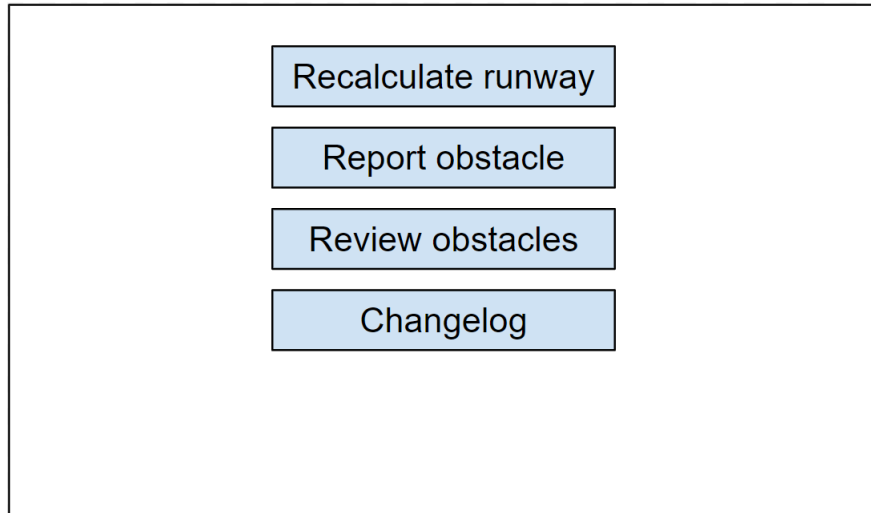 Recalculate runway
Report obstacle
Review obstacles
Changelog